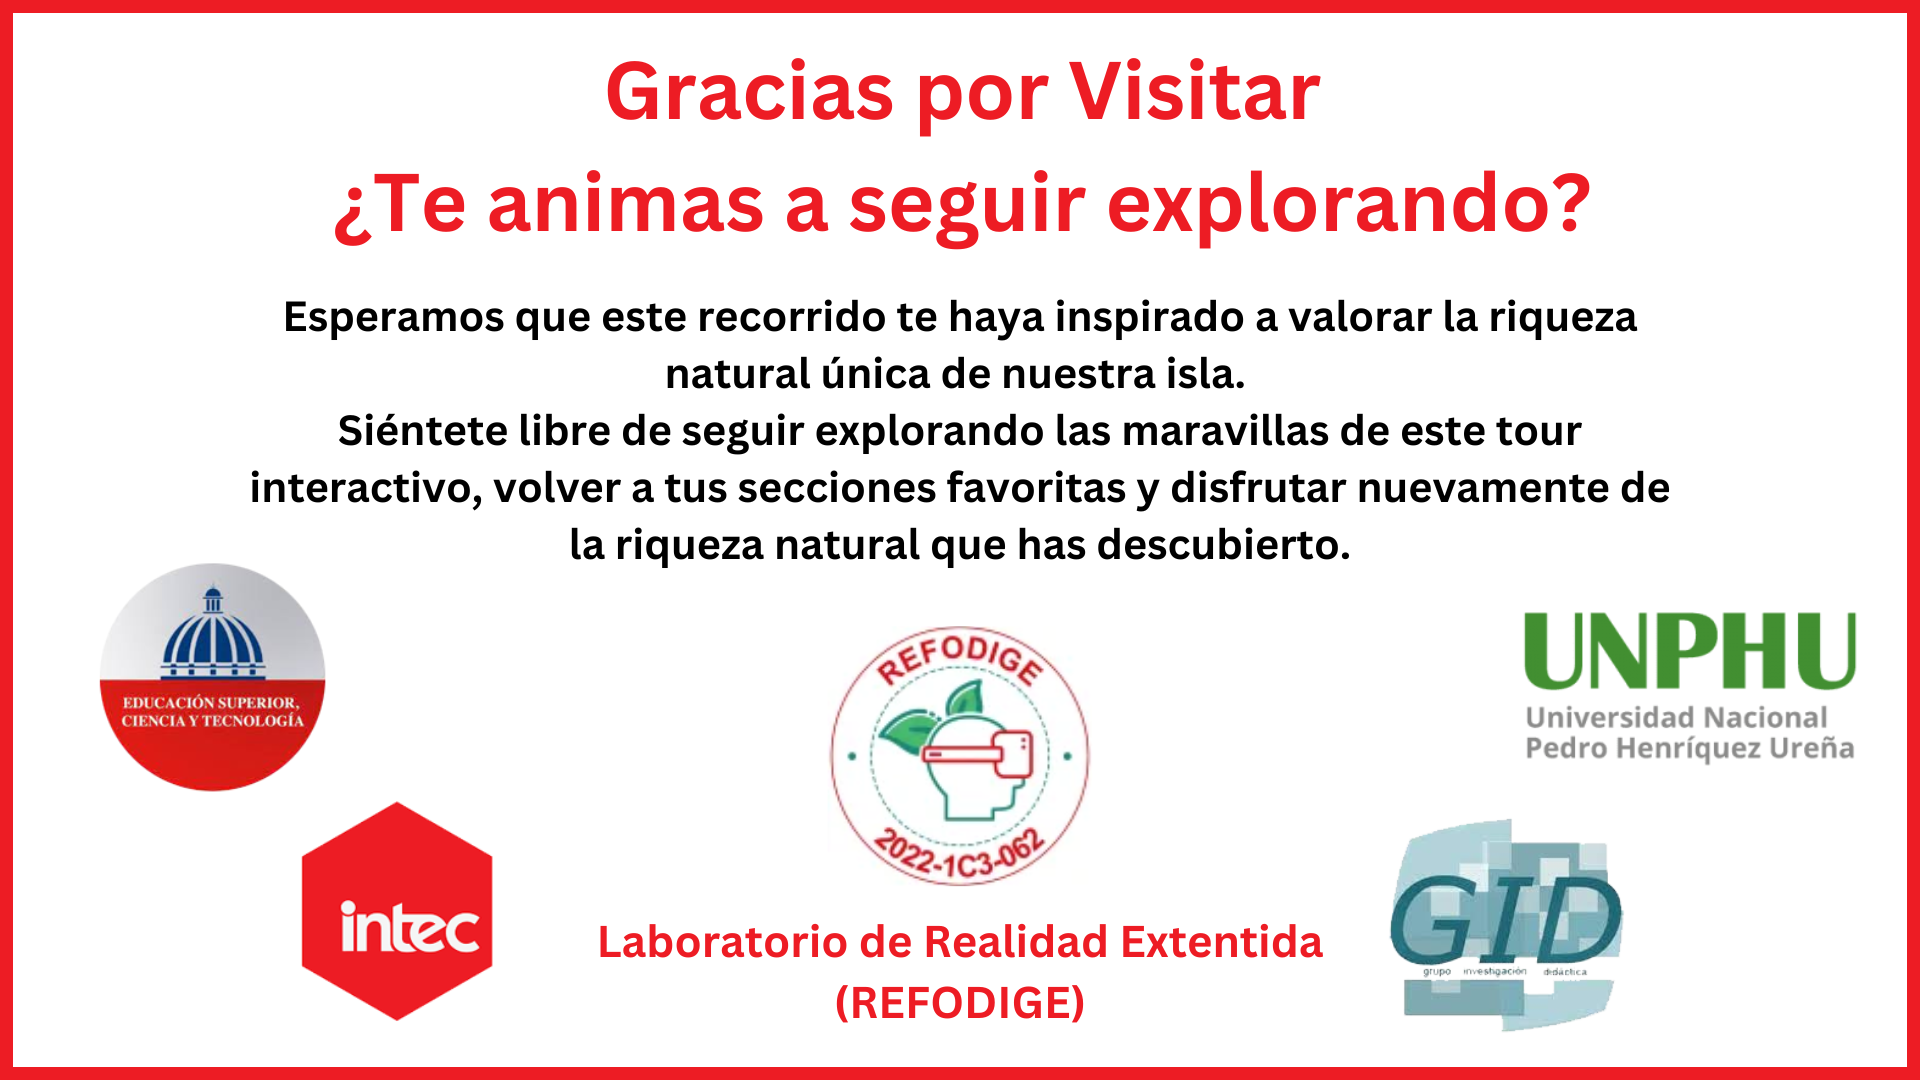 Gracias por Visitar
¿Te animas a seguir explorando?
Esperamos que este recorrido te haya inspirado a valorar la riqueza
natural única de nuestra isla.
Siéntete libre de seguir explorando las maravillas de este tour
interactivo, volver a tus secciones favoritas y disfrutar nuevamente de
la riqueza natural que has descubierto.
EDUCACIÓN SUPERIOR,
CIENCIA Y TECNOLOGÍA
REFODIGE
2022-1C3-062
UNPHU
Universidad Nacional
Pedro Henríquez Ureña
intec
Laboratorio de Realidad Extentida
(REFODIGE)
GID
grupo investigación didáctica